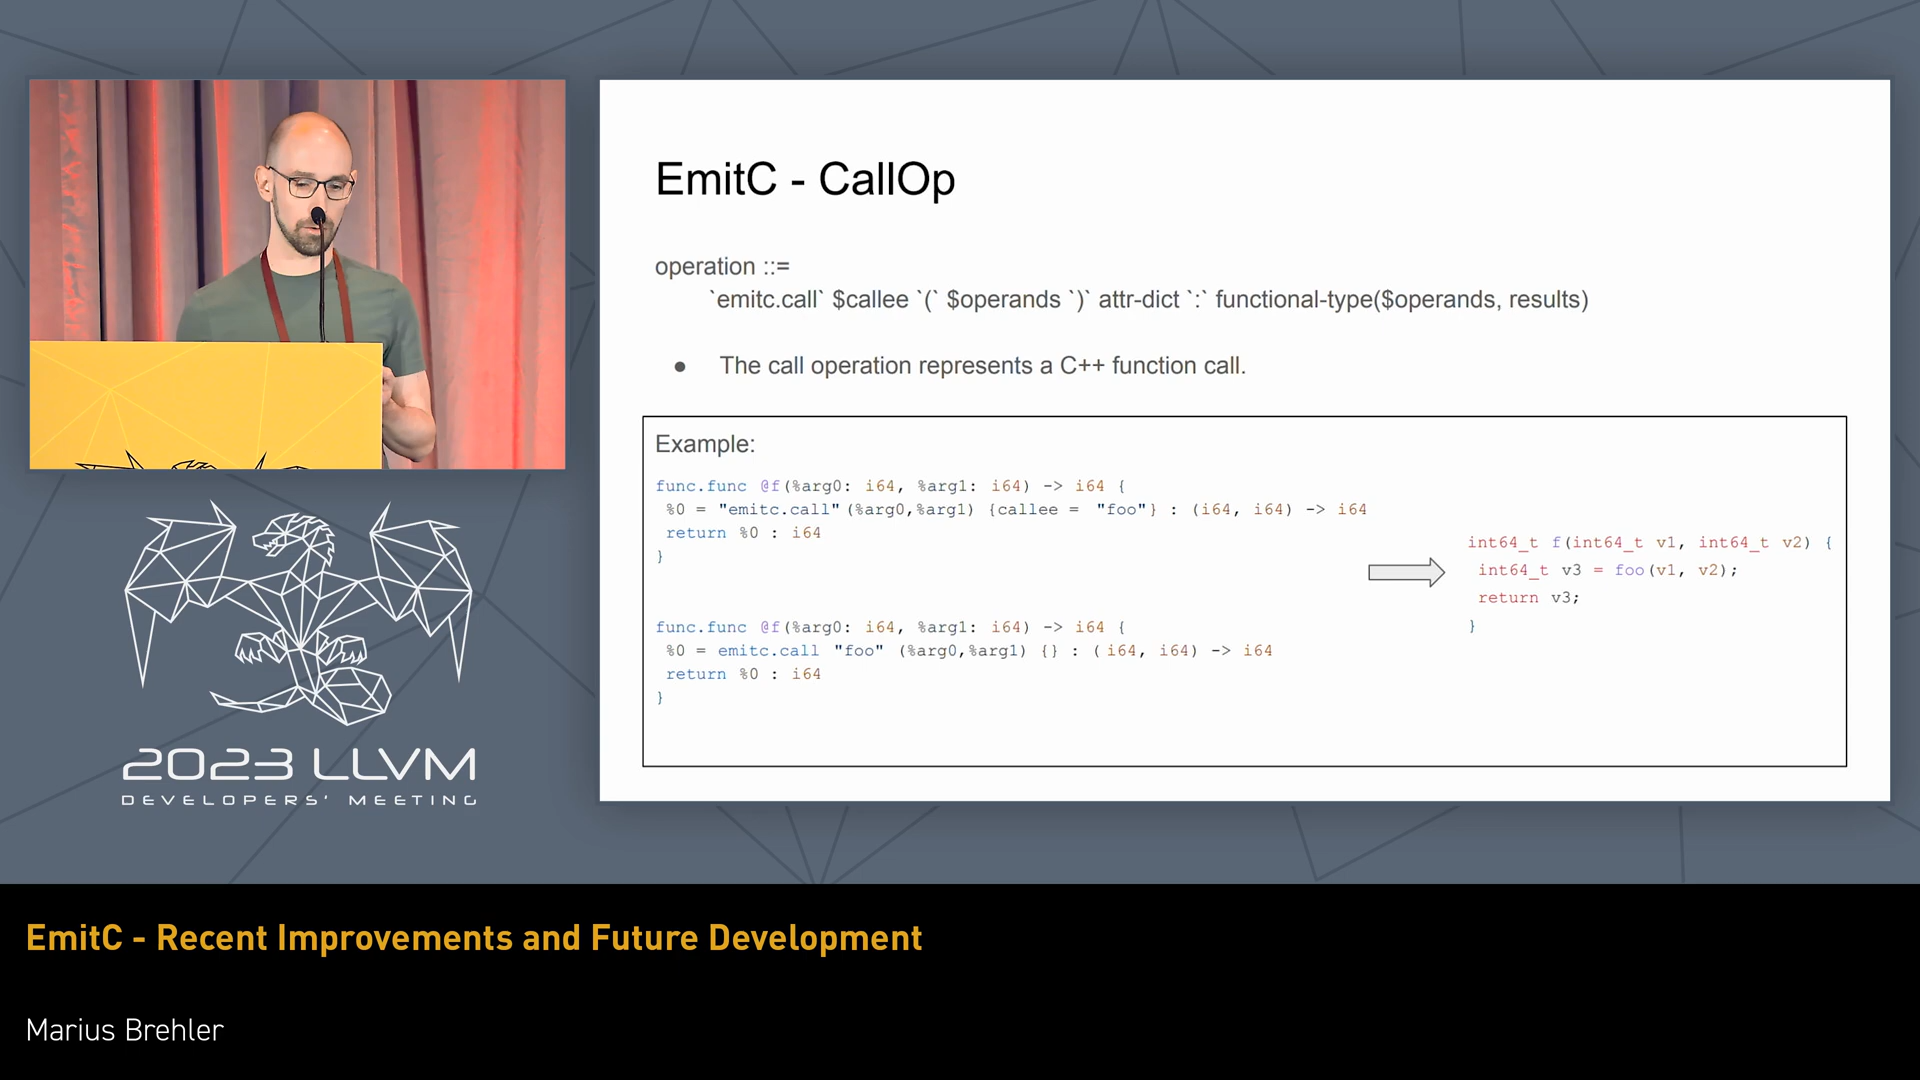 EmitC - CallOp
operation ::=
`emitc.call` $callee `(` $operands `)` attr-dict `:` functional-type($operands, results)
● The call operation represents a C++ function call.
Example:
func.func @f(%arg0: i64, %arg1: i64) -> i64 {
%0 = "emitc.call"(%arg0,%arg1) {callee = "foo"} : (i64, i64) -> i64
return %0 : i64
}
func.func @f(%arg0: i64, %arg1: i64) -> i64 {
%0 = emitc.call "foo" (%arg0,%arg1) {} : (i64, i64) -> i64
return %0 : i64
}
int64_t f(int64_t v1, int64_t v2) {
int64_t v3 = foo(v1, v2);
return v3;
}
2023 LLVM
DEVELOPERS' MEETING
EmitC - Recent Improvements and Future Development
Marius Brehler